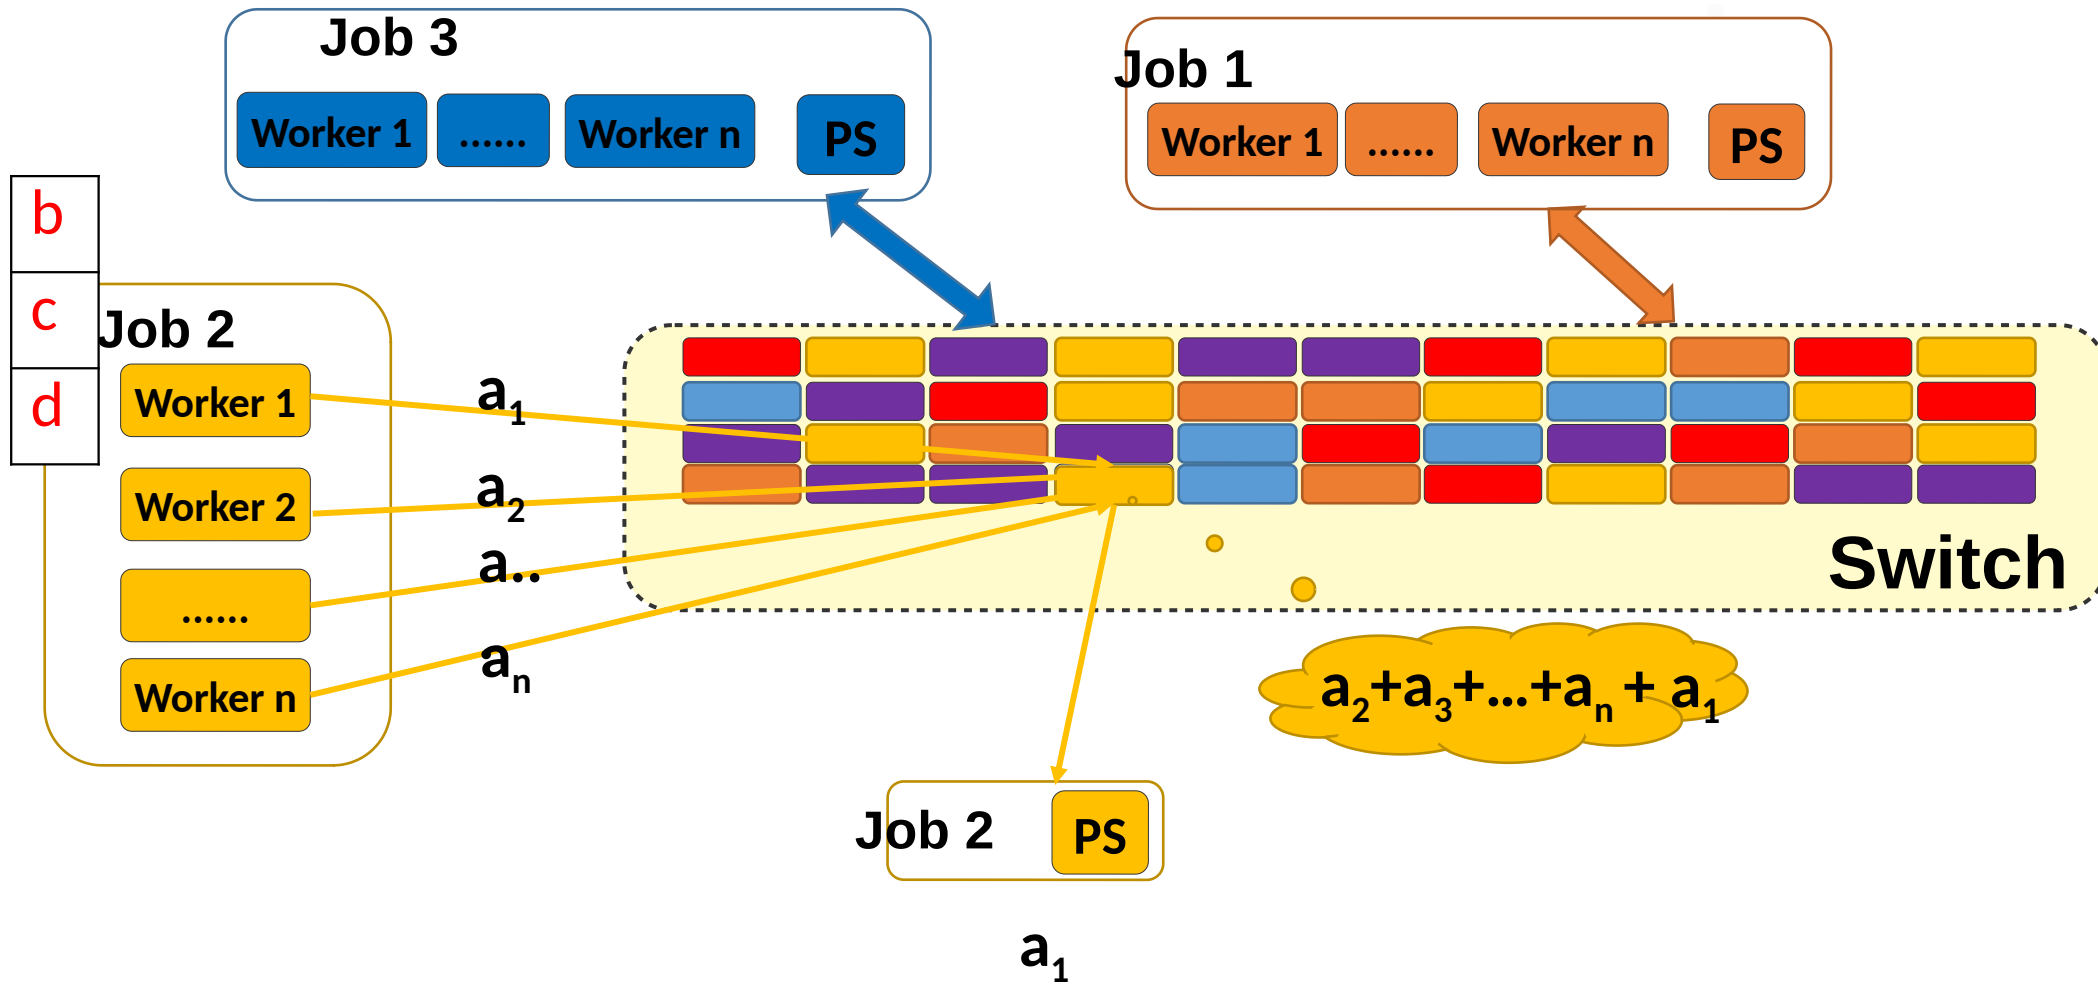 Job 3
Worker 1 ...... Worker n PS
Job 1
Worker 1 ...... Worker n PS
b
c
d
Job 2
Worker 1
Worker 2
......
Worker n
a1
a2
a..
an
Switch
a2+a3+...+an + a1
Job 2 PS
a1